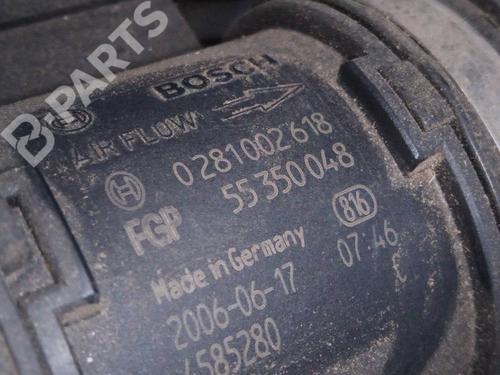 B-PARTS
BOSCH
AIR FLOW
0 281 002 618
FGP 55 350 048
Made in Germany
816
2006-06-17 07:46
4585280